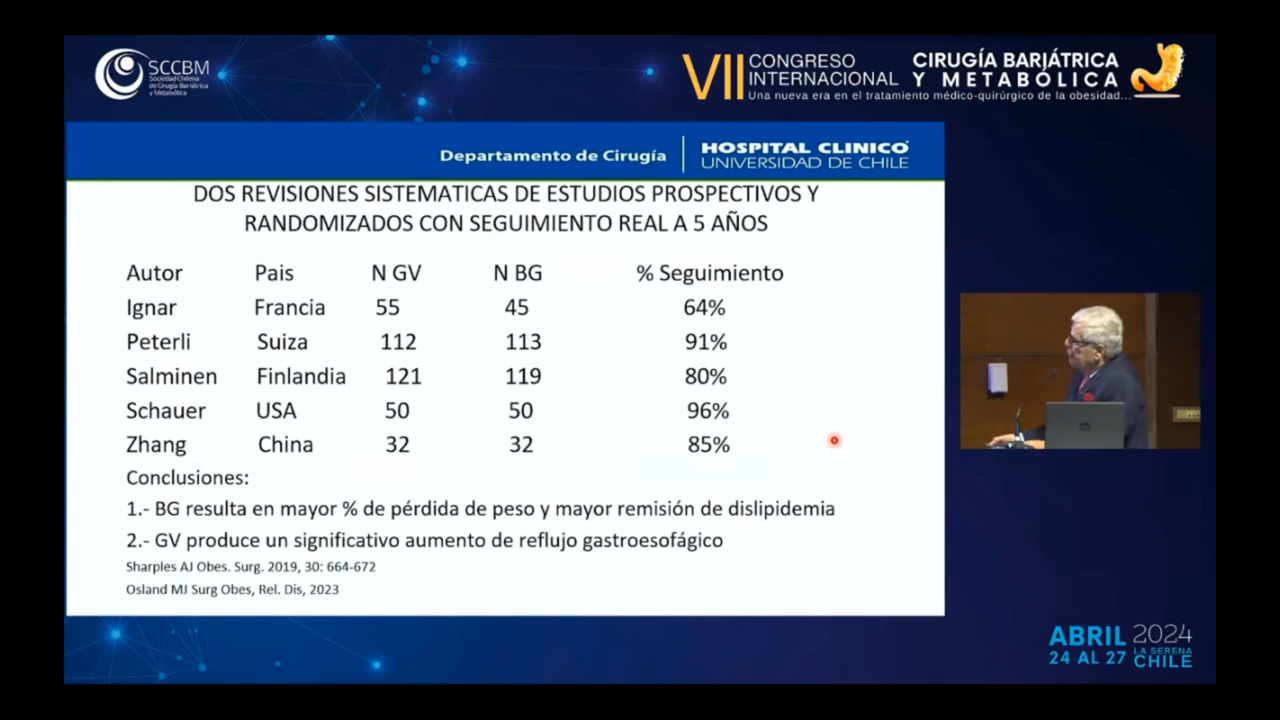 SCCBM
Sociedad Chilena
de Cirugía Bariátrica
y Metabólica
VII CONGRESO INTERNACIONAL
CIRUGÍA BARIÁTRICA
Y METABÓLICA
Una nueva era en el tratamiento médico-quirúrgico de la obesidad...
Departamento de Cirugía
HOSPITAL CLINICO
UNIVERSIDAD DE CHILE
DOS REVISIONES SISTEMATICAS DE ESTUDIOS PROSPECTIVOS Y
RANDOMIZADOS CON SEGUIMIENTO REAL A 5 AÑOS
Autor Pais N GV N BG % Seguimiento
Ignar Francia 55 45 64%
Peterli Suiza 112 113 91%
Salminen Finlandia 121 119 80%
Schauer USA 50 50 96%
Zhang China 32 32 85%
Conclusiones:
1.- BG resulta en mayor % de pérdida de peso y mayor remisión de dislipidemia
2.- GV produce un significativo aumento de reflujo gastroesofágico
Sharples AJ Obes. Surg. 2019, 30: 664-672
Osland MJ Surg Obes, Rel. Dis, 2023
ABRIL 2024
24 AL 27 LA SERENA
CHILE